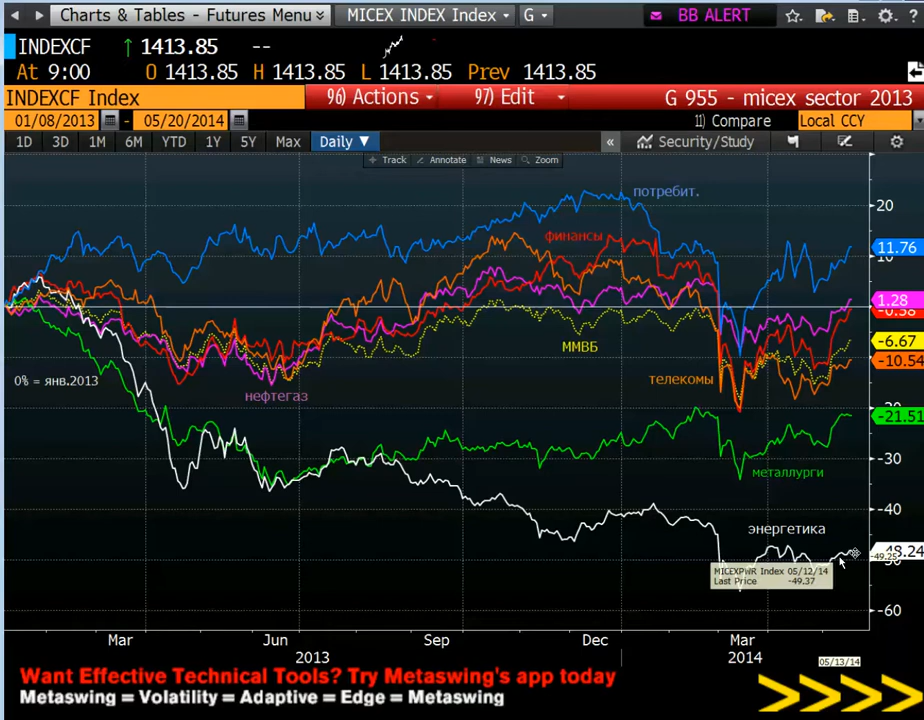 Charts & Tables - Futures Menu MICEX INDEX Index G BB ALERT ?
INDEXCF ↑ 1413.85 --
At 9:00 O 1413.85 H 1413.85 L 1413.85 Prev 1413.85
INDEXCF Index 96) Actions 97) Edit G 955 - micex sector 2013
01/08/2013 - 05/20/2014 11) Compare Local CCY
1D 3D 1M 6M YTD 1Y 5Y Max Daily ▼ « Security/Study
+ Track Annotate News Zoom
потребит.
20
финансы
11.76
10
1.28
-0.38
ММВБ
-6.67
-10.54
0% = янв.2013
телекомы
нефтегаз
-20
-21.51
-30
металлурги
-40
энергетика
-48.24
-49.25
-50
MICEXPWR Index 05/12/14
Last Price -49.37
-60
Mar Jun Sep Dec Mar
2013 2014
05/13/14
Want Effective Technical Tools? Try Metaswing's app today
Metaswing = Volatility = Adaptive = Edge = Metaswing